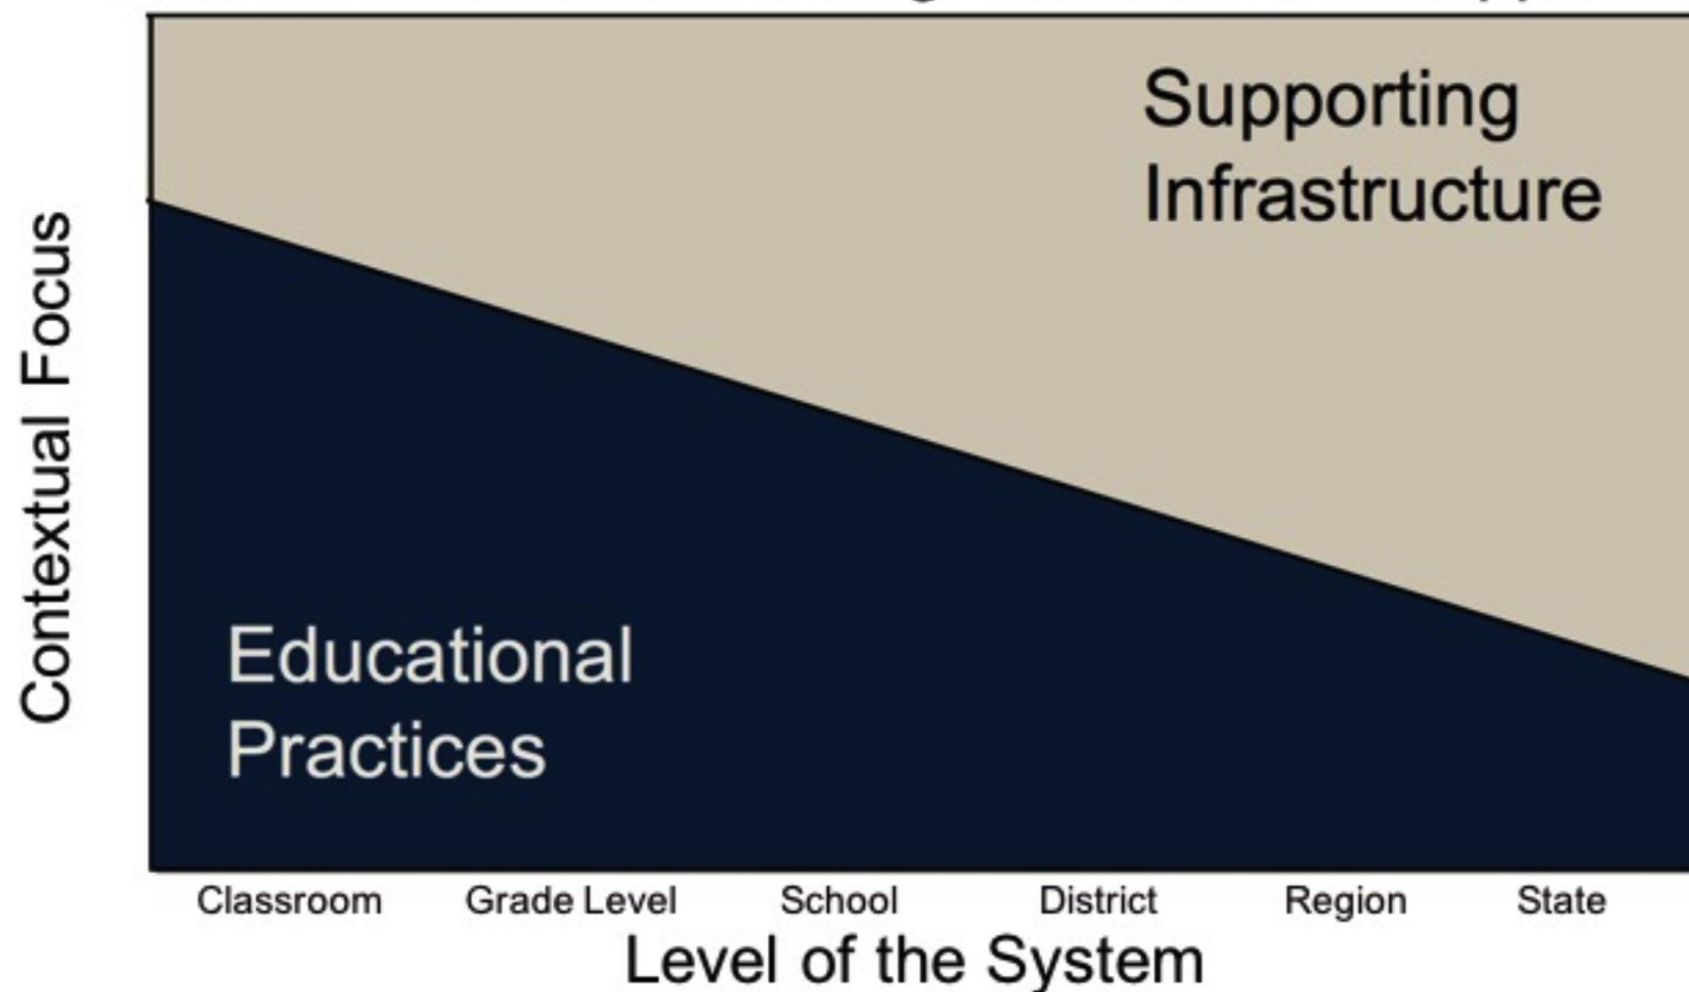 Supporting
Infrastructure
Contextual Focus
Educational
Practices
Classroom Grade Level School District Region State
Level of the System